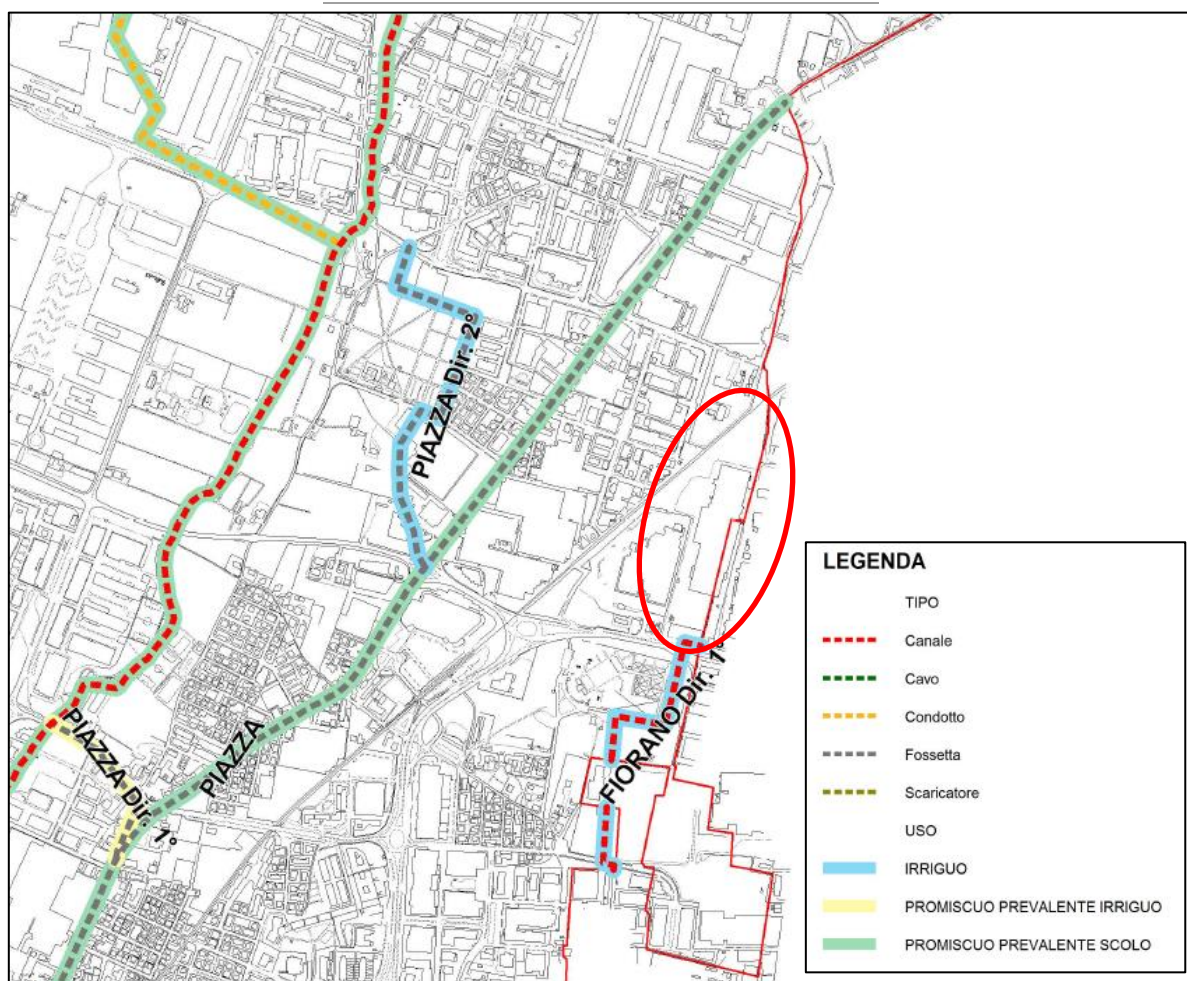 PIAZZA Dir. 2°
PIAZZA
PIAZZA Dir. 1°
FIORANO Dir. 1°
LEGENDA
TIPO
Canale
Cavo
Condotto
Fossetta
Scaricatore
USO
IRRIGUO
PROMISCUO PREVALENTE IRRIGUO
PROMISCUO PREVALENTE SCOLO